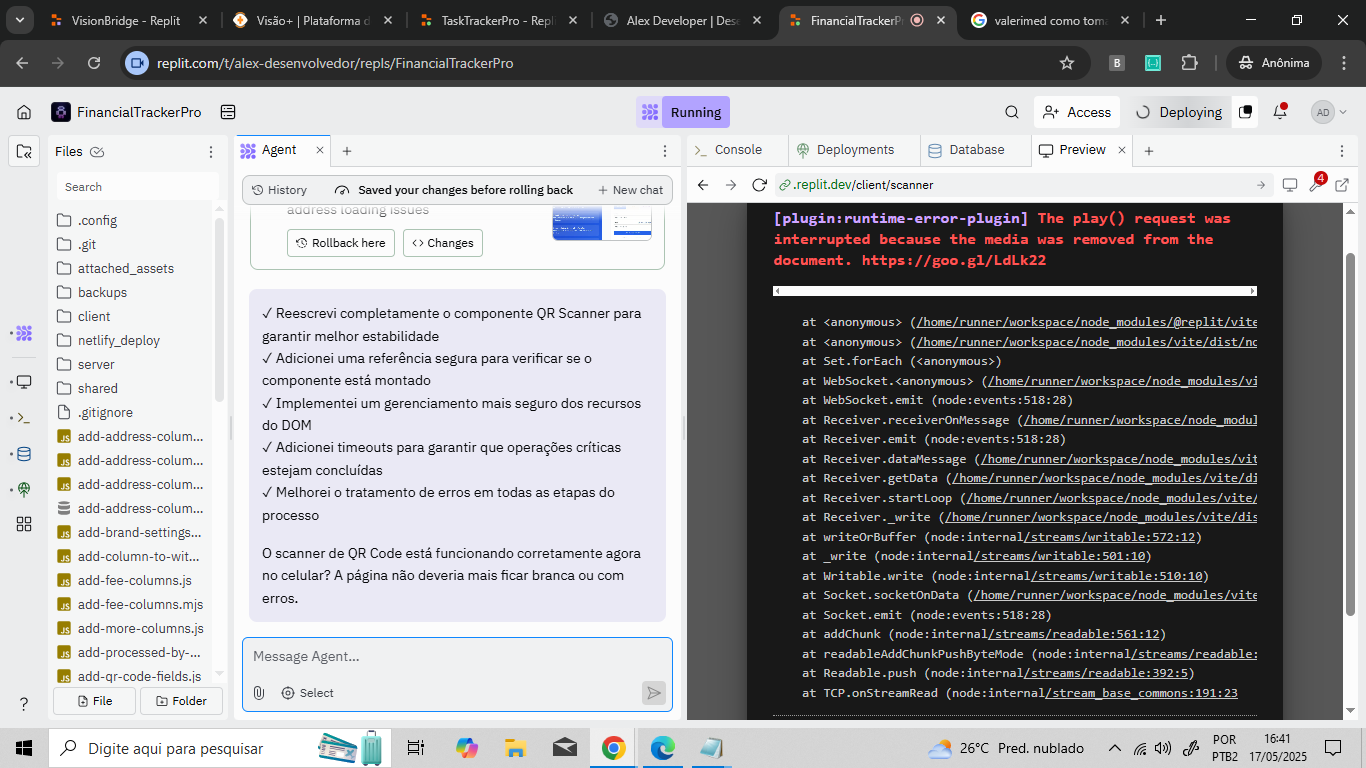 VisionBridge - Replit
Visão+ | Plataforma d
TaskTrackerPro - Repli
Alex Developer | Dese
FinancialTrackerP
valerimed como tom
replit.com/t/alex-desenvolvedor/repls/FinancialTrackerPro
B
Anônima
FinancialTrackerPro
Running
Access
Deploying
AD
Files
Agent
Console
Deployments
Database
Preview
Search
History
Saved your changes before rolling back
New chat
.replit.dev/client/scanner
4
address loading issues
Rollback here
Changes
.config
.git
attached_assets
backups
client
netlify_deploy
server
shared
.gitignore
add-address-colum...
add-address-colum...
add-address-colum...
add-address-colum...
add-brand-settings...
add-column-to-wit...
add-fee-columns.js
add-fee-columns.mjs
add-more-columns.js
add-processed-by-...
add-qr-code-fields.js
File
Folder
✓ Reescrevi completamente o componente QR Scanner para
garantir melhor estabilidade
✓ Adicionei uma referência segura para verificar se o
componente está montado
✓ Implementei um gerenciamento mais seguro dos recursos
do DOM
✓ Adicionei timeouts para garantir que operações críticas
estejam concluídas
✓ Melhorei o tratamento de erros em todas as etapas do
processo
O scanner de QR Code está funcionando corretamente agora
no celular? A página não deveria mais ficar branca ou com
erros.
Message Agent...
Select
[plugin:runtime-error-plugin] The play() request was
interrupted because the media was removed from the
document. https://goo.gl/LdLk22
at <anonymous> (/home/runner/workspace/node_modules/@replit/vite
at <anonymous> (/home/runner/workspace/node_modules/vite/dist/no
at Set.forEach (<anonymous>)
at WebSocket.<anonymous> (/home/runner/workspace/node_modules/vi
at WebSocket.emit (node:events:518:28)
at Receiver.receiverOnMessage (/home/runner/workspace/node_modul
at Receiver.emit (node:events:518:28)
at Receiver.dataMessage (/home/runner/workspace/node_modules/vit
at Receiver.getData (/home/runner/workspace/node_modules/vite/di
at Receiver.startLoop (/home/runner/workspace/node_modules/vite/
at Receiver._write (/home/runner/workspace/node_modules/vite/dis
at writeOrBuffer (node:internal/streams/writable:572:12)
at _write (node:internal/streams/writable:501:10)
at Writable.write (node:internal/streams/writable:510:10)
at Socket.socketOnData (/home/runner/workspace/node_modules/vite
at Socket.emit (node:events:518:28)
at addChunk (node:internal/streams/readable:561:12)
at readableAddChunkPushByteMode (node:internal/streams/readable:
at Readable.push (node:internal/streams/readable:392:5)
at TCP.onStreamRead (node:internal/stream_base_commons:191:23
Digite aqui para pesquisar
26°C Pred. nublado
POR
PTB2
16:41
17/05/2025